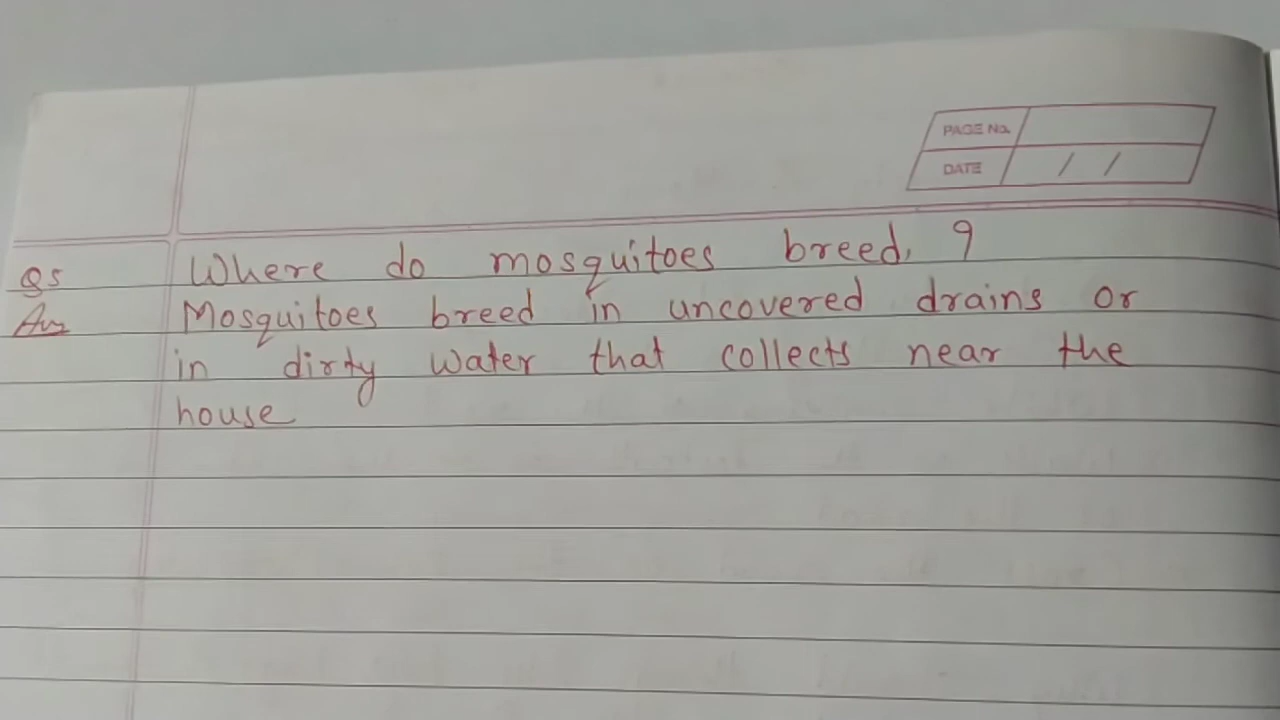 PAGE No.
DATE / /
Q5 Where do mosquitoes breed. ?
Ans Mosquitoes breed in uncovered drains or
in dirty water that collects near the
house